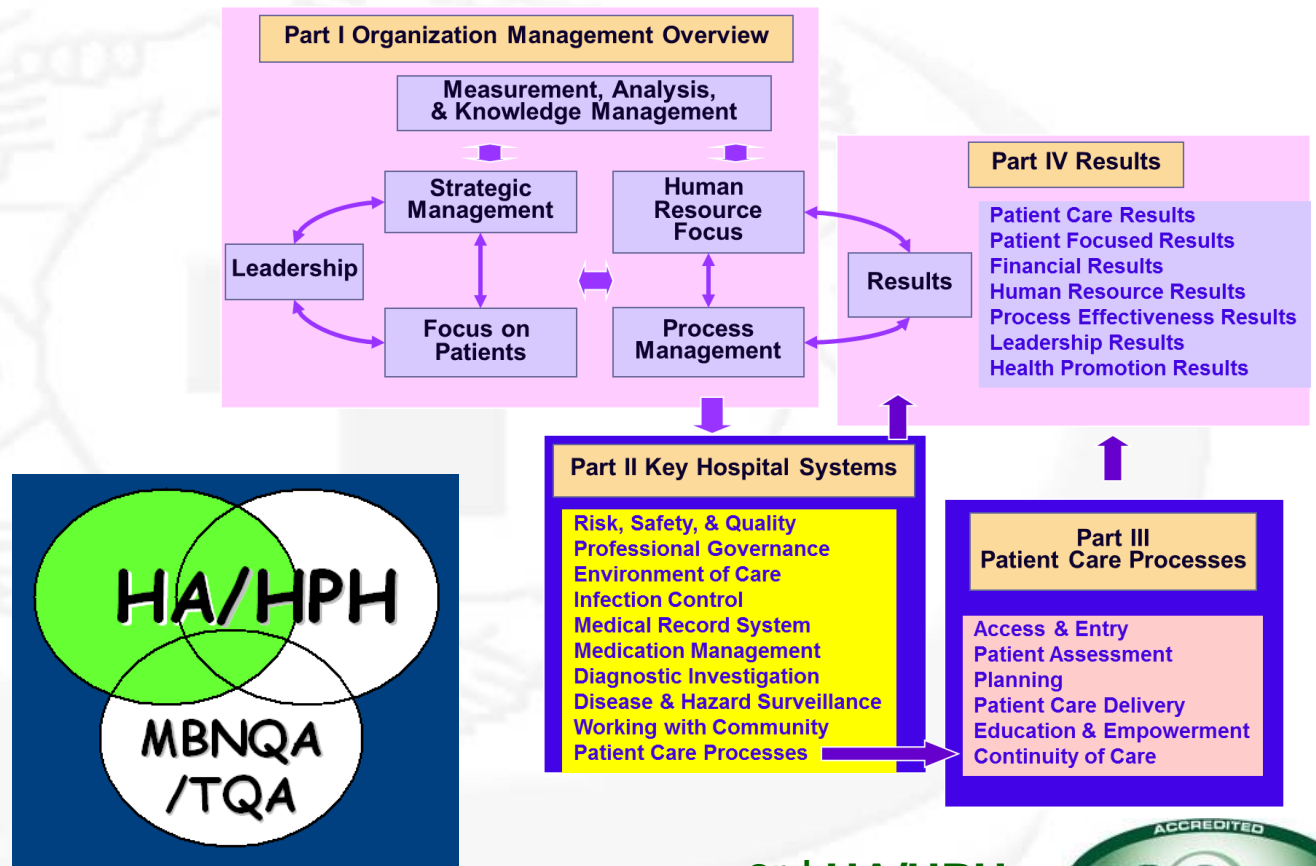 Part I Organization Management Overview
Measurement, Analysis,
& Knowledge Management
Strategic
Management
Human
Resource
Focus
Leadership
Focus on
Patients
Process
Management
Results
Part IV Results
Patient Care Results
Patient Focused Results
Financial Results
Human Resource Results
Process Effectiveness Results
Leadership Results
Health Promotion Results
Part II Key Hospital Systems
Risk, Safety, & Quality
Professional Governance
Environment of Care
Infection Control
Medical Record System
Medication Management
Diagnostic Investigation
Disease & Hazard Surveillance
Working with Community
Patient Care Processes
Part III
Patient Care Processes
Access & Entry
Patient Assessment
Planning
Patient Care Delivery
Education & Empowerment
Continuity of Care
HA/HPH
MBNQA
/TQA
ACCREDITED